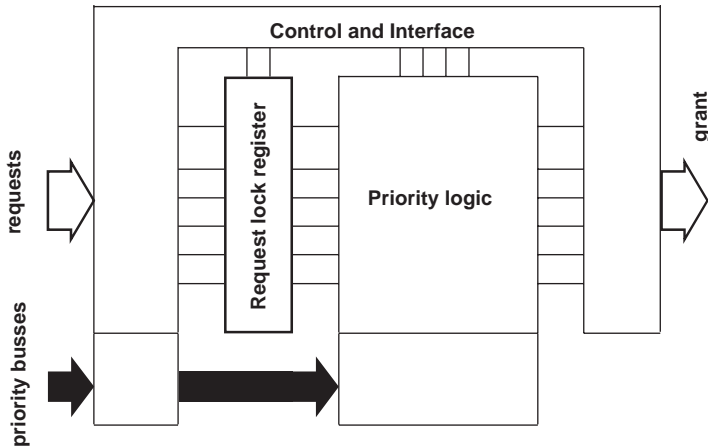 Control and Interface
requests
Request lock register
Priority logic
grant
priority busses